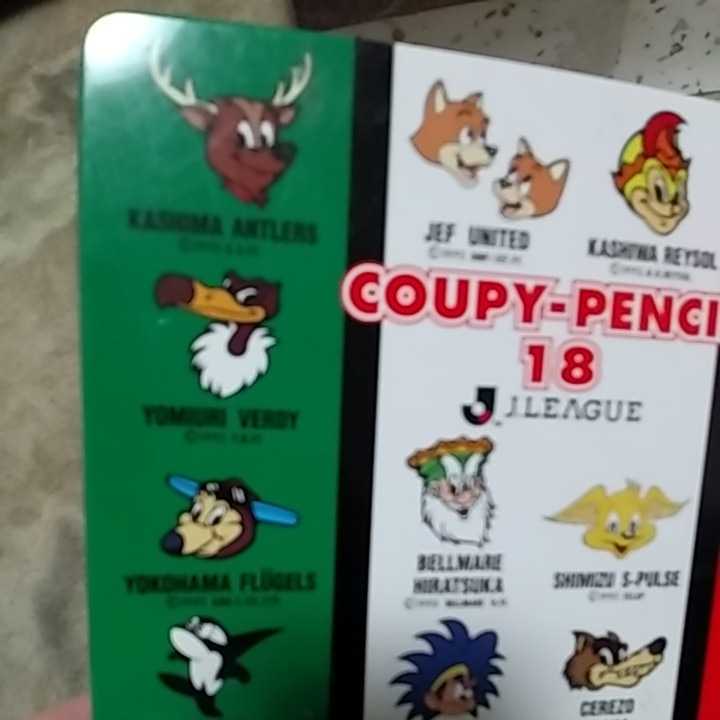 KASHIMA ANTLERS
YOMIURI VERDY
YOKOHAMA FLÜGELS
JEF UNITED
KASHIWA REYSOL
COUPY-PENCI
18
J.LEAGUE
BELLMARE
HIRATSUKA
SHIMIZU S-PULSE
CEREZO